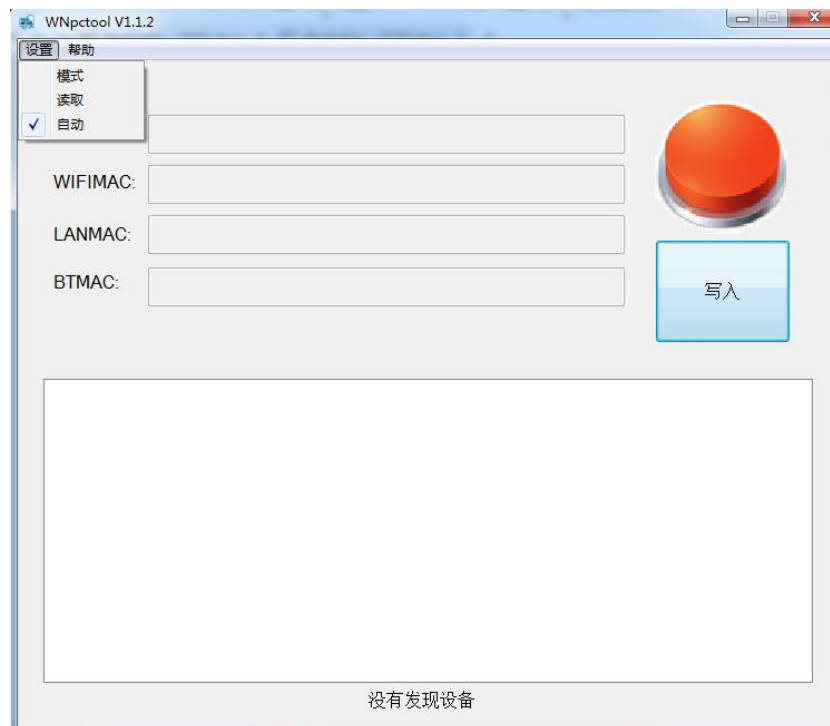 WNpctool V1.1.2
设置 帮助
模式
读取
自动
WIFIMAC:
LANMAC:
BTMAC:
写入
没有发现设备